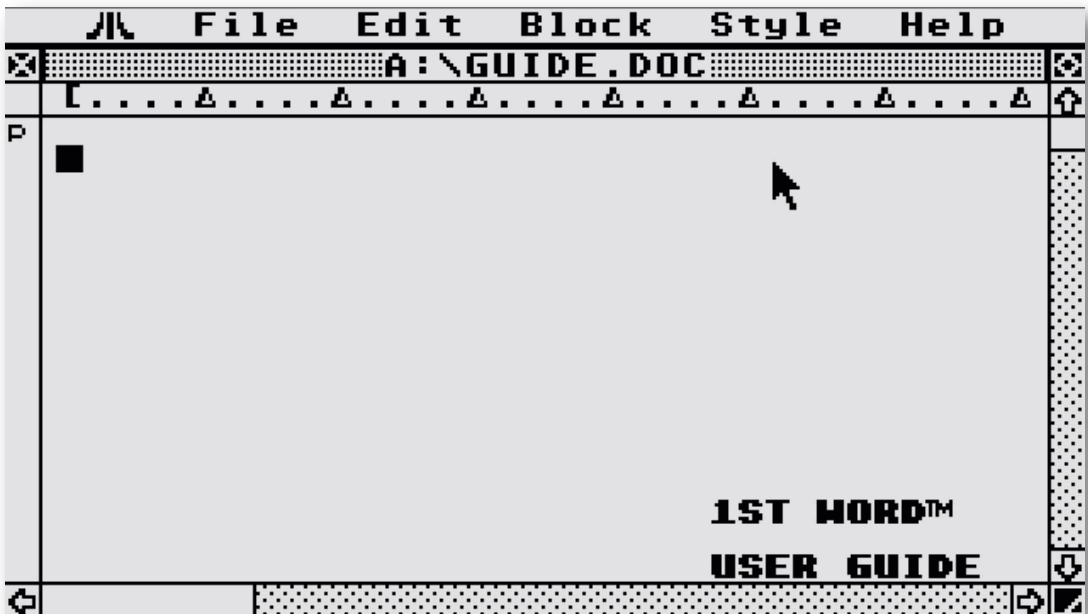 File Edit Block Style Help
A:\GUIDE.DOC
[....△....△....△....△....△....△....△
P
1ST WORD™
USER GUIDE